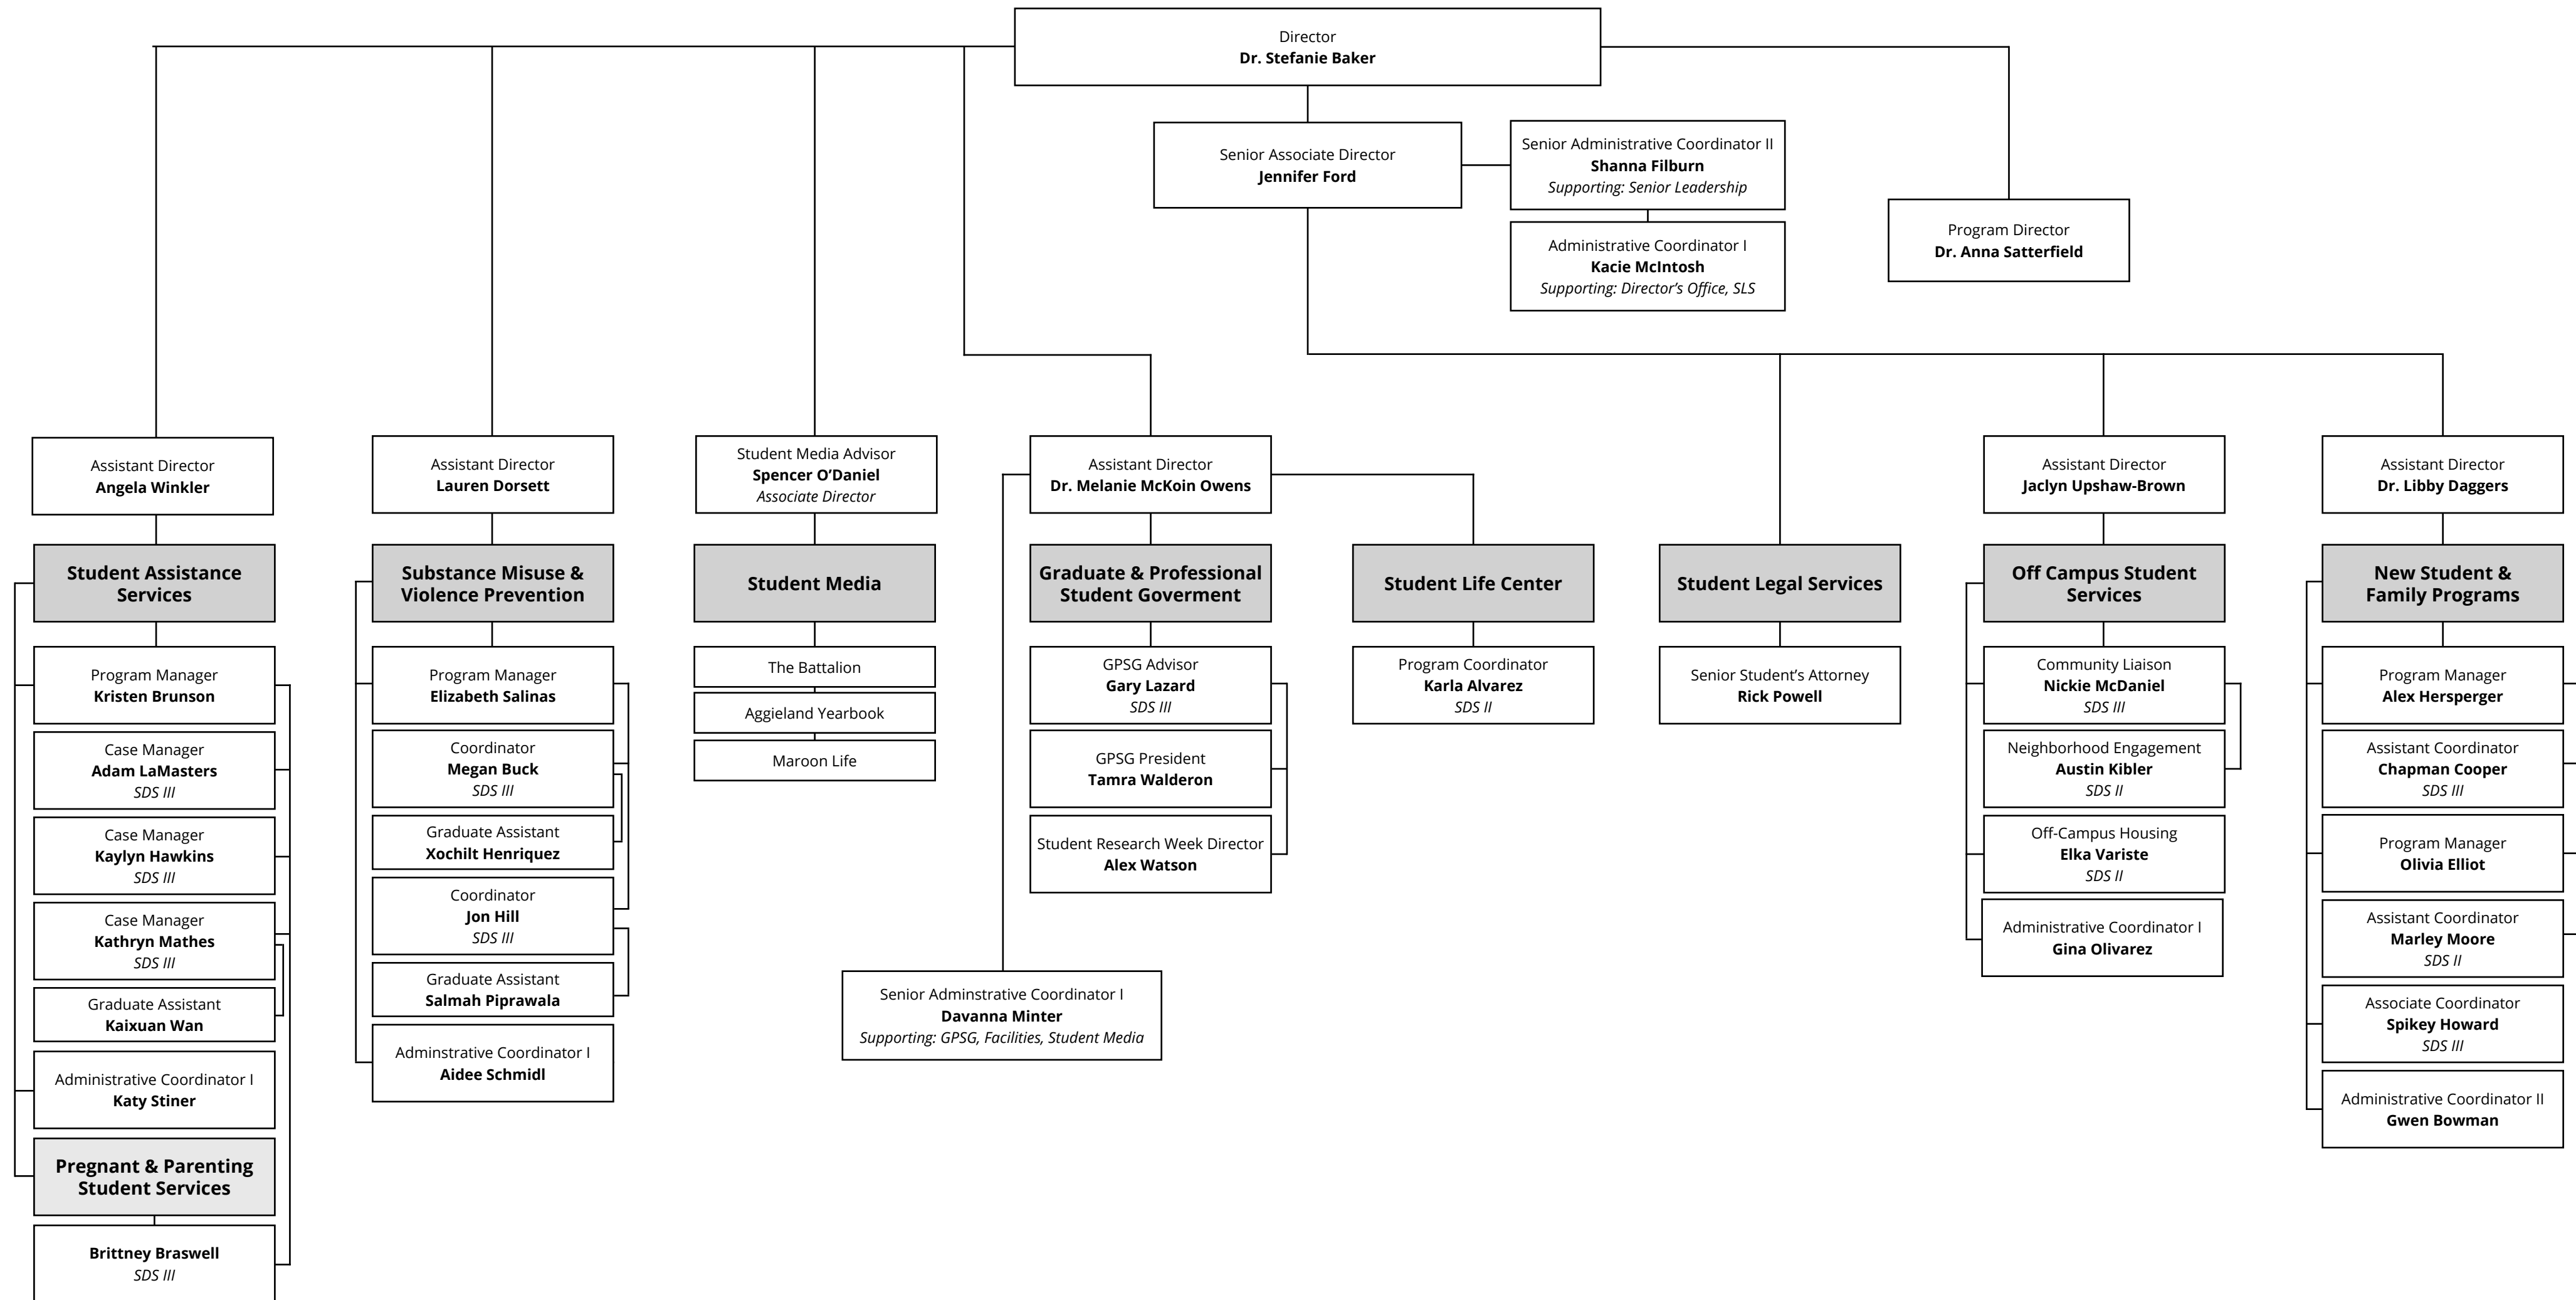 Director
Dr. Stefanie Baker
Senior Associate Director
Jennifer Ford
Senior Administrative Coordinator II
Shanna Filburn
Supporting: Senior Leadership
Administrative Coordinator I
Kacie McIntosh
Supporting: Director’s Office, SLS
Program Director
Dr. Anna Satterfield
Assistant Director
Angela Winkler
Student Assistance
Services
Program Manager
Kristen Brunson
Case Manager
Adam LaMasters
SDS III
Case Manager
Kaylyn Hawkins
SDS III
Case Manager
Kathryn Mathes
SDS III
Graduate Assistant
Kaixuan Wan
Administrative Coordinator I
Katy Stiner
Pregnant & Parenting
Student Services
Brittney Braswell
SDS III
Assistant Director
Lauren Dorsett
Substance Misuse &
Violence Prevention
Program Manager
Elizabeth Salinas
Coordinator
Megan Buck
SDS III
Graduate Assistant
Xochilt Henriquez
Coordinator
Jon Hill
SDS III
Graduate Assistant
Salmah Piprawala
Adminstrative Coordinator I
Aidee Schmidl
Student Media Advisor
Spencer O’Daniel
Associate Director
Student Media
The Battalion
Aggieland Yearbook
Maroon Life
Assistant Director
Dr. Melanie McKoin Owens
Graduate & Professional
Student Goverment
GPSG Advisor
Gary Lazard
SDS III
GPSG President
Tamra Walderon
Student Research Week Director
Alex Watson
Senior Adminstrative Coordinator I
Davanna Minter
Supporting: GPSG, Facilities, Student Media
Student Life Center
Program Coordinator
Karla Alvarez
SDS II
Student Legal Services
Senior Student’s Attorney
Rick Powell
Assistant Director
Jaclyn Upshaw-Brown
Off Campus Student
Services
Community Liaison
Nickie McDaniel
SDS III
Neighborhood Engagement
Austin Kibler
SDS II
Off-Campus Housing
Elka Variste
SDS II
Administrative Coordinator I
Gina Olivarez
Assistant Director
Dr. Libby Daggers
New Student &
Family Programs
Program Manager
Alex Hersperger
Assistant Coordinator
Chapman Cooper
SDS III
Program Manager
Olivia Elliot
Assistant Coordinator
Marley Moore
SDS II
Associate Coordinator
Spikey Howard
SDS III
Administrative Coordinator II
Gwen Bowman